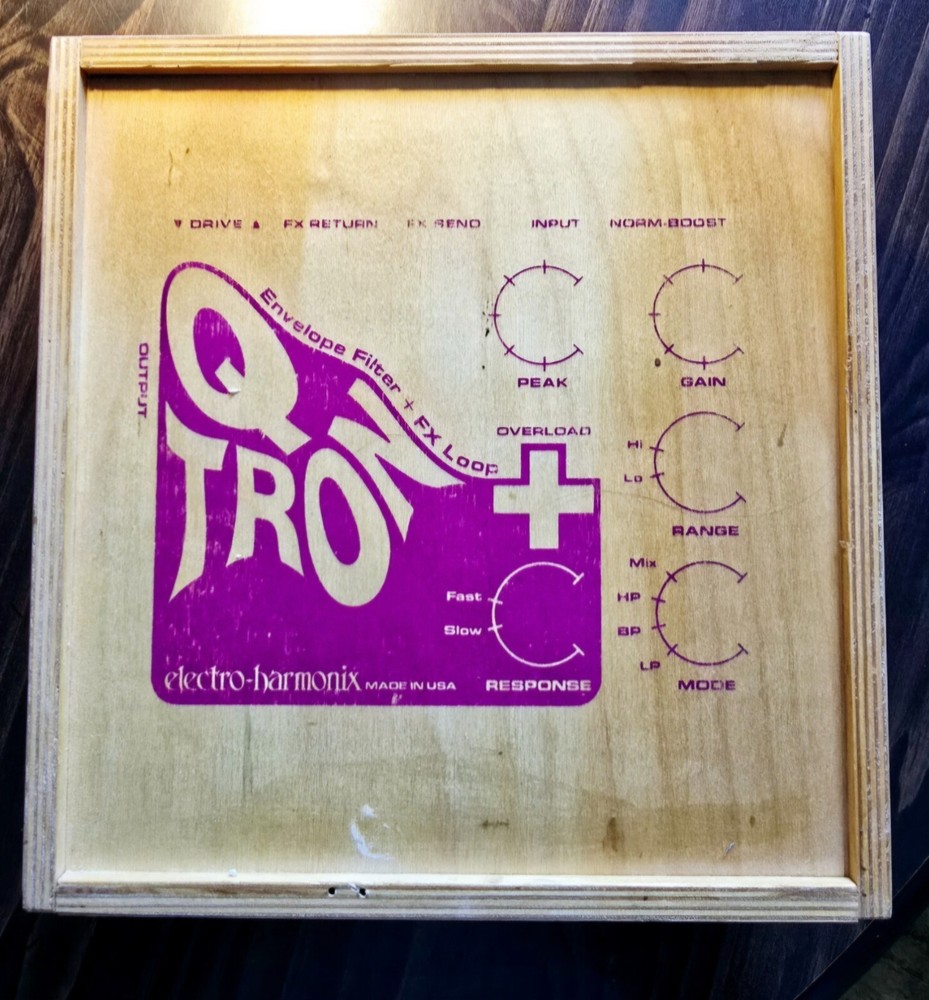 ▼ DRIVE ▲ FX RETURN FX SEND INPUT NORM-BOOST
Envelope Filter + FX Loop
OUTPUT
Q
TRON
+
PEAK
GAIN
OVERLOAD
Hi
Lo
RANGE
Fast
Slow
RESPONSE
Mix
HP
BP
LP
MODE
electro-harmonix MADE IN USA